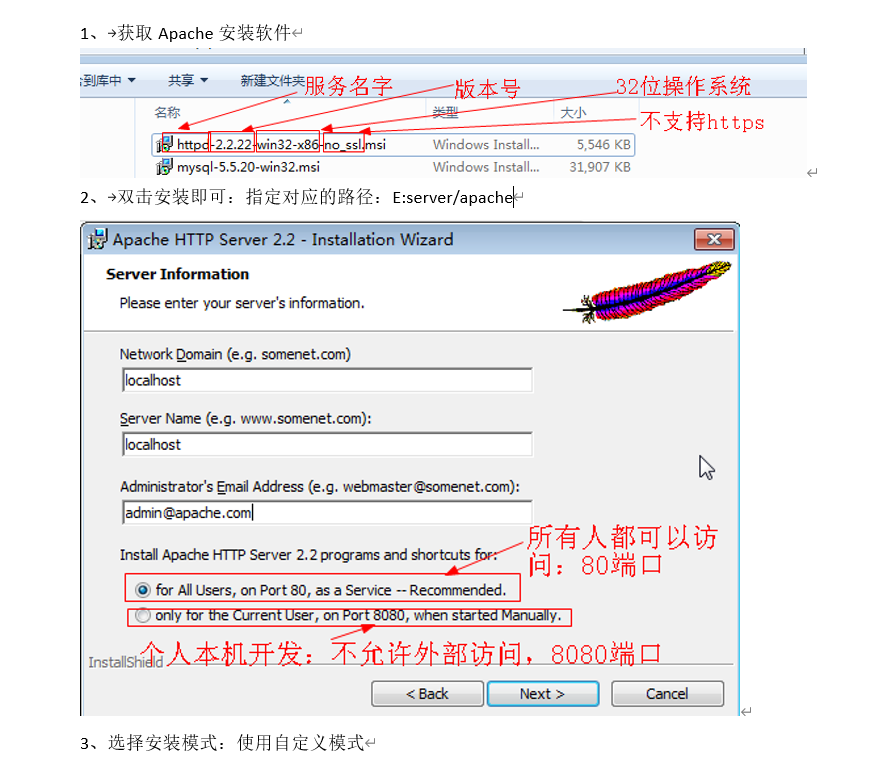 1、→获取 Apache 安装软件
含到库中 共享 新建文件夹
服务名字 版本号 32位操作系统
名称 类型 大小
不支持https
httpd-2.2.22-win32-x86-no_ssl.msi Windows Install... 5,546 KB
mysql-5.5.20-win32.msi Windows Install... 31,907 KB
2、→双击安装即可：指定对应的路径：E:server/apache
Apache HTTP Server 2.2 - Installation Wizard
Server Information
Please enter your server's information.
Network Domain (e.g. somenet.com)
localhost
Server Name (e.g. www.somenet.com):
localhost
Administrator's Email Address (e.g. webmaster@somenet.com):
admin@apache.com
所有人都可以访
问：80端口
Install Apache HTTP Server 2.2 programs and shortcuts for:
for All Users, on Port 80, as a Service -- Recommended.
only for the Current User, on Port 8080, when started Manually.
个人本机开发：不允许外部访问，8080端口
InstallShield
< Back Next > Cancel
3、选择安装模式：使用自定义模式